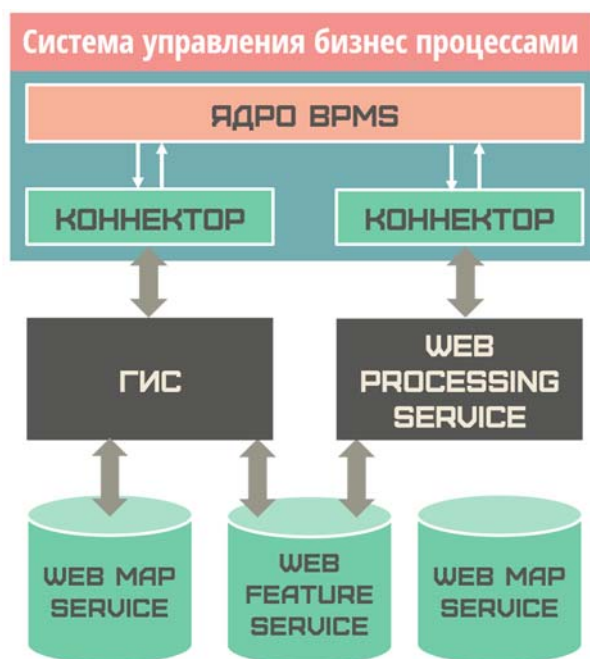 Система управления бизнес процессами
ЯДРО BPMS
КОННЕКТОР
КОННЕКТОР
ГИС
WEB
PROCESSING
SERVICE
WEB MAP
SERVICE
WEB
FEATURE
SERVICE
WEB MAP
SERVICE